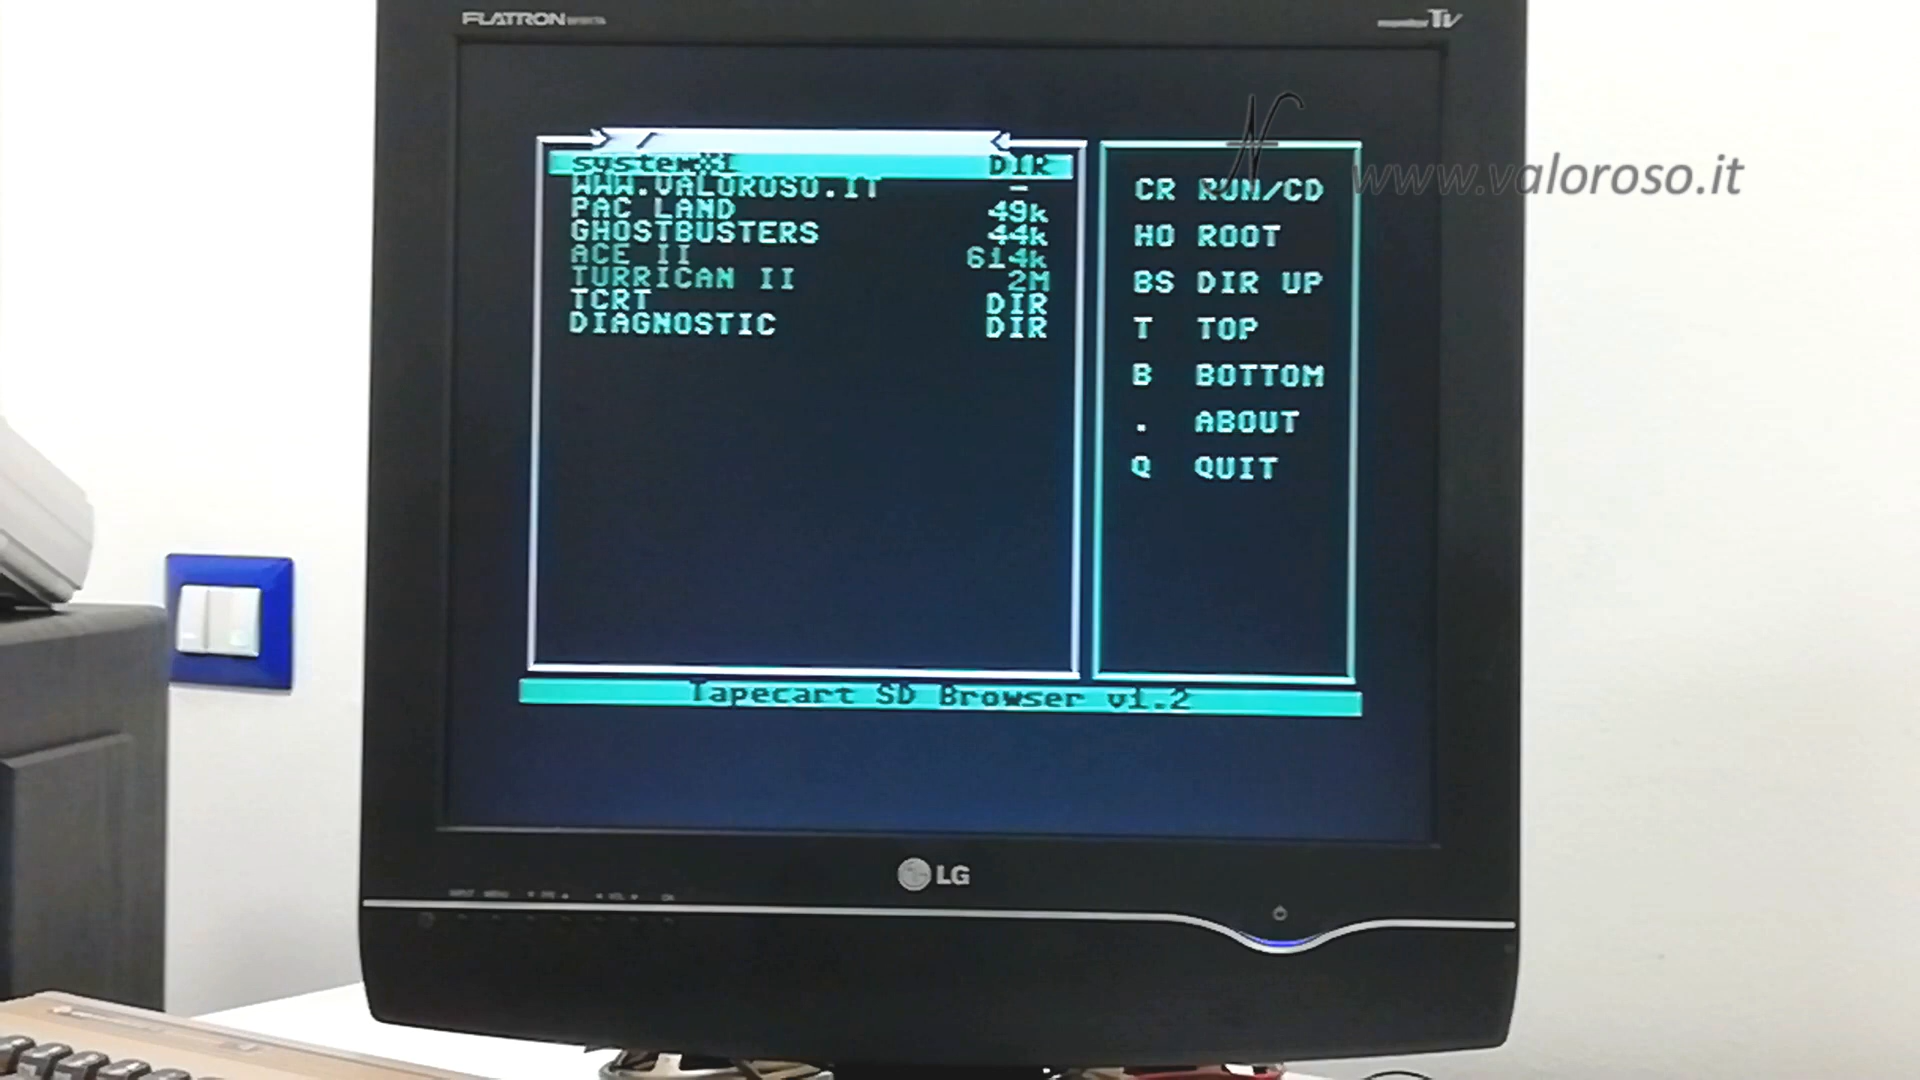 FLATRON
monitor TV
/
DIR
WWW.VALOROSO.IT -
PAC LAND 49k
GHOSTBUSTERS 44k
ACE II 614k
TURRICAN II 2M
TCRT DIR
DIAGNOSTIC DIR
CR RUN/CD
HO ROOT
BS DIR UP
T TOP
B BOTTOM
. ABOUT
Q QUIT
Tapecart SD Browser v1.2
www.valoroso.it
LG